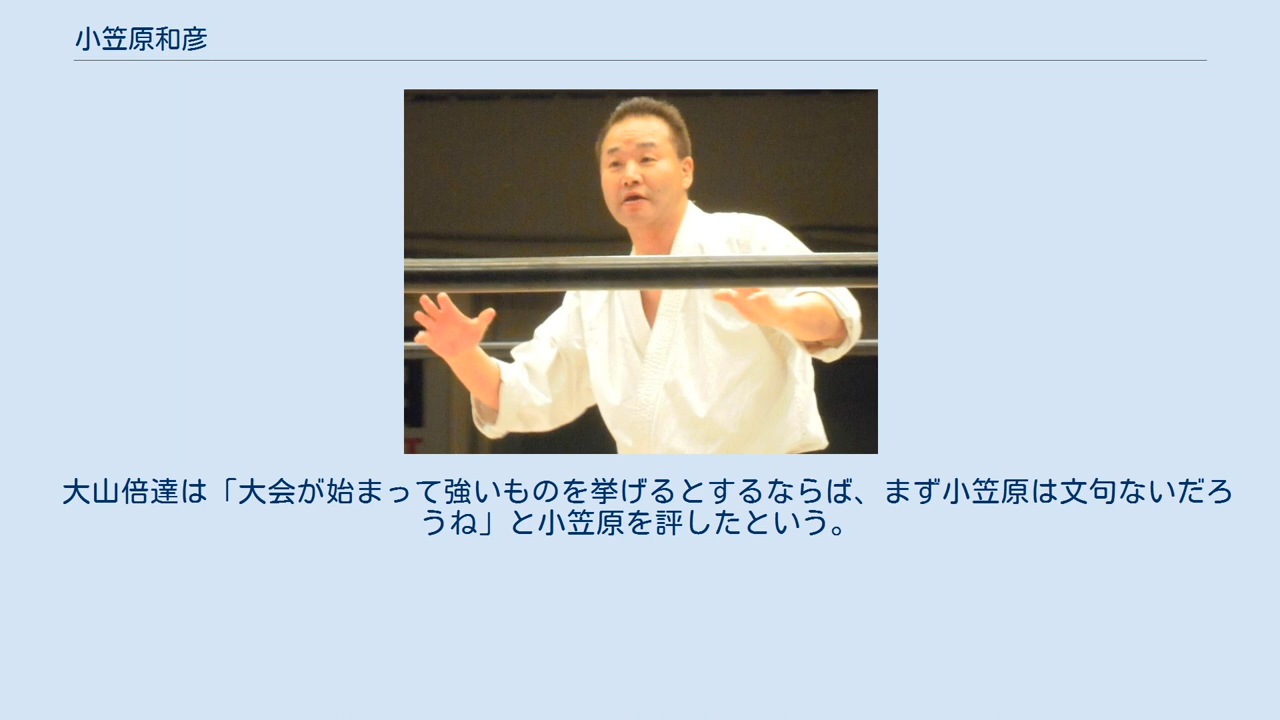 小笠原和彦
大山倍達は「大会が始まって強いものを挙げるとするならば、まず小笠原は文句ないだろ
うね」と小笠原を評したという。